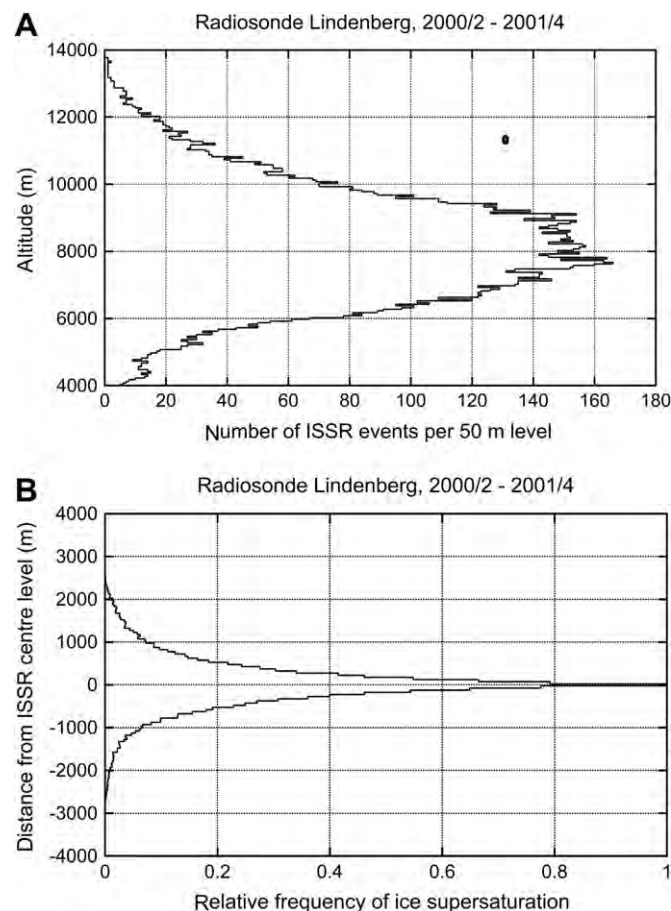 A
Radiosonde Lindenberg, 2000/2 - 2001/4
14000
12000
10000
8000
6000
4000
Altitude (m)
0 20 40 60 80 100 120 140 160 180
Number of ISSR events per 50 m level
B
Radiosonde Lindenberg, 2000/2 - 2001/4
4000
3000
2000
1000
0
-1000
-2000
-3000
-4000
Distance from ISSR centre level (m)
0 0.2 0.4 0.6 0.8 1
Relative frequency of ice supersaturation